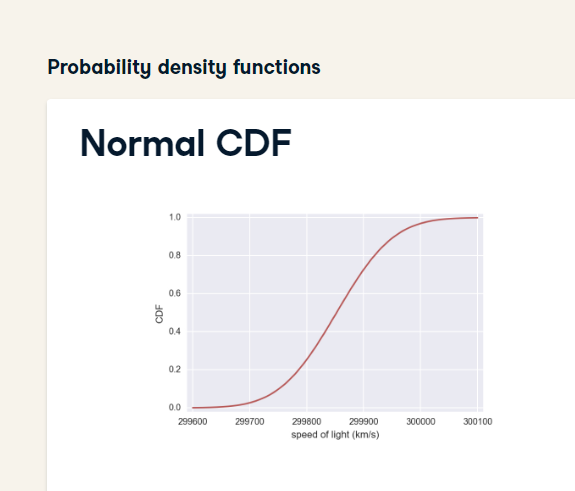 Probability density functions
Normal CDF
1.0
0.8
0.6
0.4
0.2
0.0
CDF
299600 299700 299800 299900 300000 300100
speed of light (km/s)